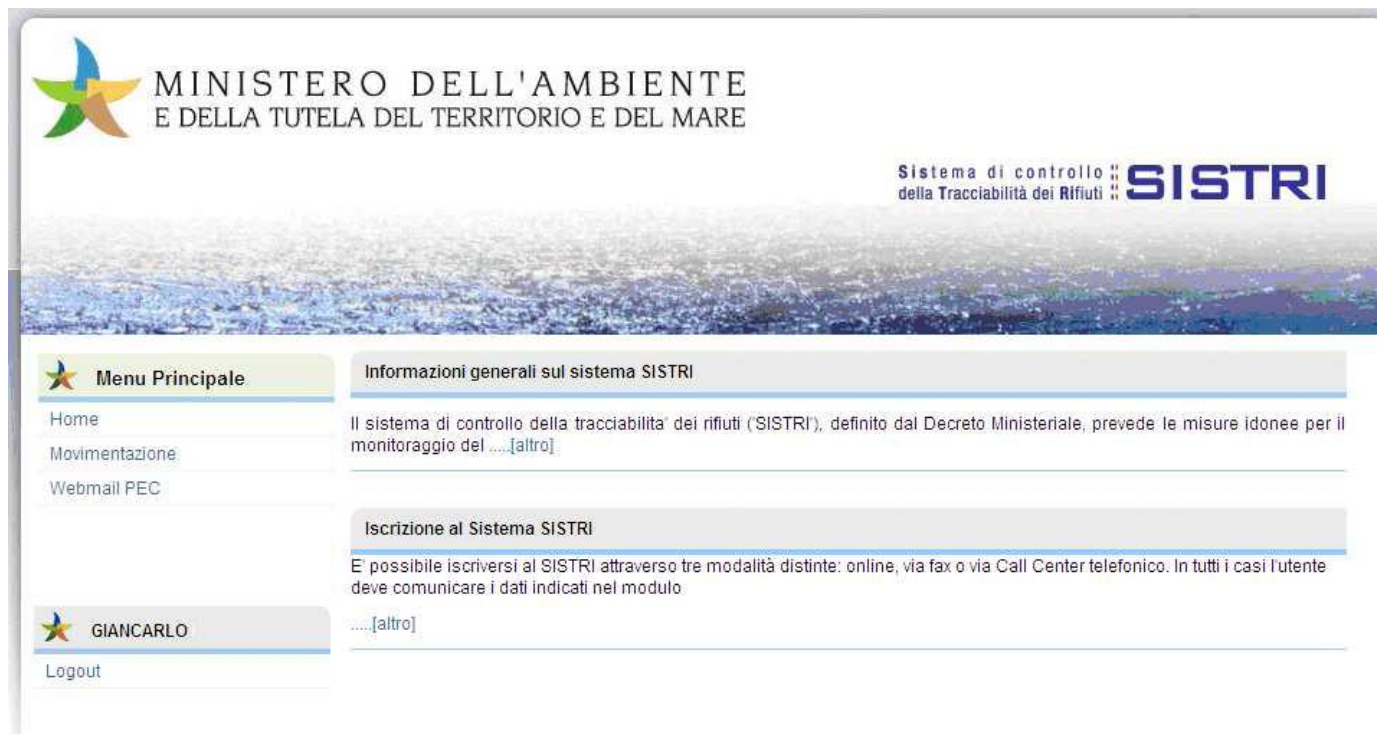 MINISTERO DELL'AMBIENTE
E DELLA TUTELA DEL TERRITORIO E DEL MARE
Sistema di controllo
della Tracciabilità dei Rifiuti
SISTRI
Menu Principale
Home
Movimentazione
Webmail PEC
GIANCARLO
Logout
Informazioni generali sul sistema SISTRI
Il sistema di controllo della tracciabilita' dei rifiuti ('SISTRI'), definito dal Decreto Ministeriale, prevede le misure idonee per il
monitoraggio del .....[altro]
Iscrizione al Sistema SISTRI
E' possibile iscriversi al SISTRI attraverso tre modalità distinte: online, via fax o via Call Center telefonico. In tutti i casi l'utente
deve comunicare i dati indicati nel modulo
.....[altro]